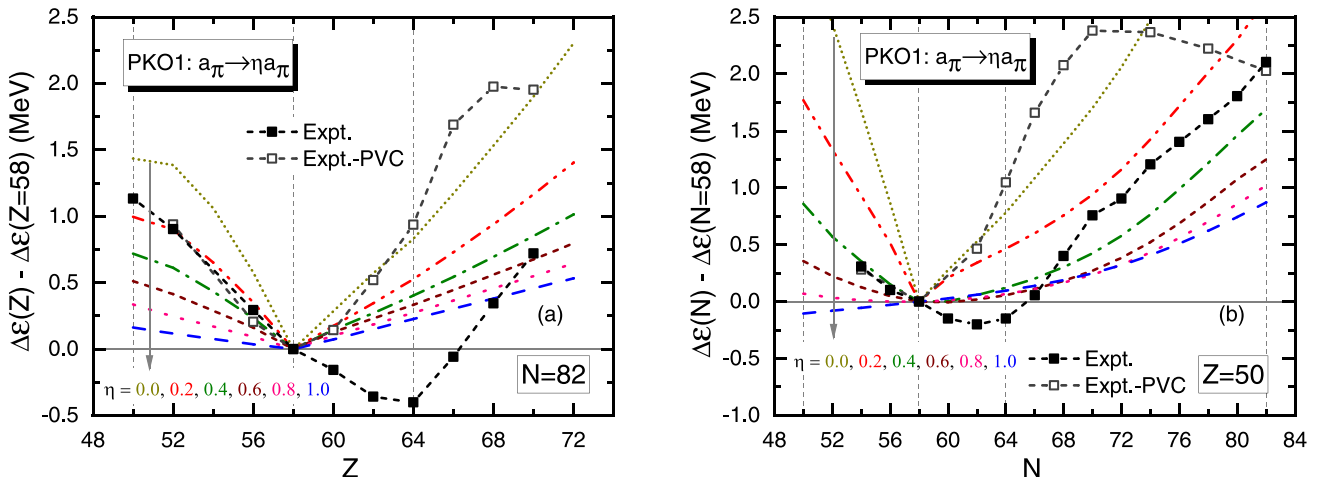 2.5
2.0
1.5
1.0
0.5
0.0
-0.5
Δε(Z) - Δε(Z=58) (MeV)
PKO1: aπ→ηaπ
Expt.
Expt.-PVC
(a)
η = 0.0, 0.2, 0.4, 0.6, 0.8, 1.0
N=82
48 52 56 60 64 68 72
Z
2.5
2.0
1.5
1.0
0.5
0.0
-0.5
-1.0
Δε(N) - Δε(N=58) (MeV)
PKO1: aπ→ηaπ
(b)
η = 0.0, 0.2, 0.4, 0.6, 0.8, 1.0
Expt.
Expt.-PVC
Z=50
48 52 56 60 64 68 72 76 80 84
N